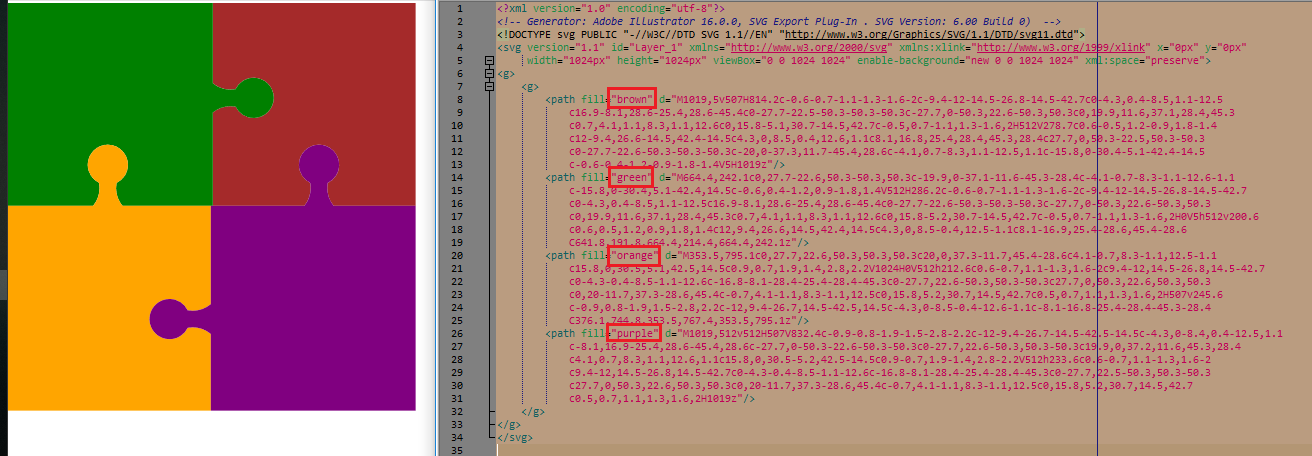 1 <?xml version="1.0" encoding="utf-8"?>
2 <!-- Generator: Adobe Illustrator 16.0.0, SVG Export Plug-In . SVG Version: 6.00 Build 0)  -->
3 <!DOCTYPE svg PUBLIC "-//W3C//DTD SVG 1.1//EN" "http://www.w3.org/Graphics/SVG/1.1/DTD/svg11.dtd">
4 <svg version="1.1" id="Layer_1" xmlns="http://www.w3.org/2000/svg" xmlns:xlink="http://www.w3.org/1999/xlink" x="0px" y="0px"
5 width="1024px" height="1024px" viewBox="0 0 1024 1024" enable-background="new 0 0 1024 1024" xml:space="preserve">
6 <g>
7 <g>
8 <path fill="brown" d="M1019,5v507H814.2c-0.6-0.7-1.1-1.3-1.6-2c-9.4-12-14.5-26.8-14.5-42.7c0-4.3,0.4-8.5,1.1-12.5
9 c16.9-8.1,28.6-25.4,28.6-45.4c0-27.7-22.5-50.3-50.3-50.3c-27.7,0-50.3,22.6-50.3,50.3c0,19.9,11.6,37.1,28.4,45.3
10 c0.7,4.1,1.1,8.3,1.1,12.6c0,15.8-5.1,30.7-14.5,42.7c-0.5,0.7-1.1,1.3-1.6,2H512V278.7c0.6-0.5,1.2-0.9,1.8-1.4
11 c12-9.4,26.6-14.5,42.4-14.5c4.3,0,8.5,0.4,12.6,1.1c8.1,16.8,25.4,28.4,45.3,28.4c27.7,0,50.3-22.5,50.3-50.3
12 c0-27.7-22.6-50.3-50.3-50.3c-20,0-37.3,11.7-45.4,28.6c-4.1,0.7-8.3,1.1-12.5,1.1c-15.8,0-30.4-5.1-42.4-14.5
13 c-0.6-0.4-1.2-0.9-1.8-1.4V5H1019z"/>
14 <path fill="green" d="M664.4,242.1c0,27.7-22.6,50.3-50.3,50.3c-19.9,0-37.1-11.6-45.3-28.4c-4.1-0.7-8.3-1.1-12.6-1.1
15 c-15.8,0-30.4,5.1-42.4,14.5c-0.6,0.4-1.2,0.9-1.8,1.4V512H286.2c-0.6-0.7-1.1-1.3-1.6-2c-9.4-12-14.5-26.8-14.5-42.7
16 c0-4.3,0.4-8.5,1.1-12.5c16.9-8.1,28.6-25.4,28.6-45.4c0-27.7-22.6-50.3-50.3-50.3c-27.7,0-50.3,22.6-50.3,50.3
17 c0,19.9,11.6,37.1,28.4,45.3c0.7,4.1,1.1,8.3,1.1,12.6c0,15.8-5.2,30.7-14.5,42.7c-0.5,0.7-1.1,1.3-1.6,2H0V5h512v200.6
18 c0.6,0.5,1.2,0.9,1.8,1.4c12,9.4,26.6,14.5,42.4,14.5c4.3,0,8.5-0.4,12.5-1.1c8.1-16.9,25.4-28.6,45.4-28.6
19 C641.8,191.8,664.4,214.4,664.4,242.1z"/>
20 <path fill="orange" d="M353.5,795.1c0,27.7,22.6,50.3,50.3,50.3c20,0,37.3-11.7,45.4-28.6c4.1-0.7,8.3-1.1,12.5-1.1
21 c15.8,0,30.5,5.1,42.5,14.5c0.9,0.7,1.9,1.4,2.8,2.2V1024H0V512h212.6c0.6-0.7,1.1-1.3,1.6-2c9.4-12,14.5-26.8,14.5-42.7
22 c0-4.3-0.4-8.5-1.1-12.6c-16.8-8.1-28.4-25.4-28.4-45.3c0-27.7,22.6-50.3,50.3-50.3c27.7,0,50.3,22.6,50.3,50.3
23 c0,20-11.7,37.3-28.6,45.4c-0.7,4.1-1.1,8.3-1.1,12.5c0,15.8,5.2,30.7,14.5,42.7c0.5,0.7,1.1,1.3,1.6,2H507v245.6
24 c-0.9,0.8-1.9,1.5-2.8,2.2c-12,9.4-26.7,14.5-42.5,14.5c-4.3,0-8.5-0.4-12.6-1.1c-8.1-16.8-25.4-28.4-45.3-28.4
25 C376.1,744.8,353.5,767.4,353.5,795.1z"/>
26 <path fill="purple" d="M1019,512V512H507V832.4c-0.9-0.8-1.9-1.5-2.8-2.2c-12-9.4-26.7-14.5-42.5-14.5c-4.3,0-8.4,0.4-12.5,1.1
27 c-8.1,16.9-25.4,28.6-45.4,28.6c-27.7,0-50.3-22.6-50.3-50.3c0-27.7,22.6-50.3,50.3-50.3c19.9,0,37.2,11.6,45.3,28.4
28 c4.1,0.7,8.3,1.1,12.6,1.1c15.8,0,30.5-5.2,42.5-14.5c0.9-0.7,1.9-1.4,2.8-2.2V512h233.6c0.6-0.7,1.1-1.3,1.6-2
29 c9.4-12,14.5-26.8,14.5-42.7c0-4.3-0.4-8.5-1.1-12.6c-16.8-8.1-28.4-25.4-28.4-45.3c0-27.7,22.5-50.3,50.3-50.3
30 c27.7,0,50.3,22.6,50.3,50.3c0,20-11.7,37.3-28.6,45.4c-0.7,4.1-1.1,8.3-1.1,12.5c0,15.8,5.2,30.7,14.5,42.7
31 c0.5,0.7,1.1,1.3,1.6,2H1019z"/>
32 </g>
33 </g>
34 </svg>
35